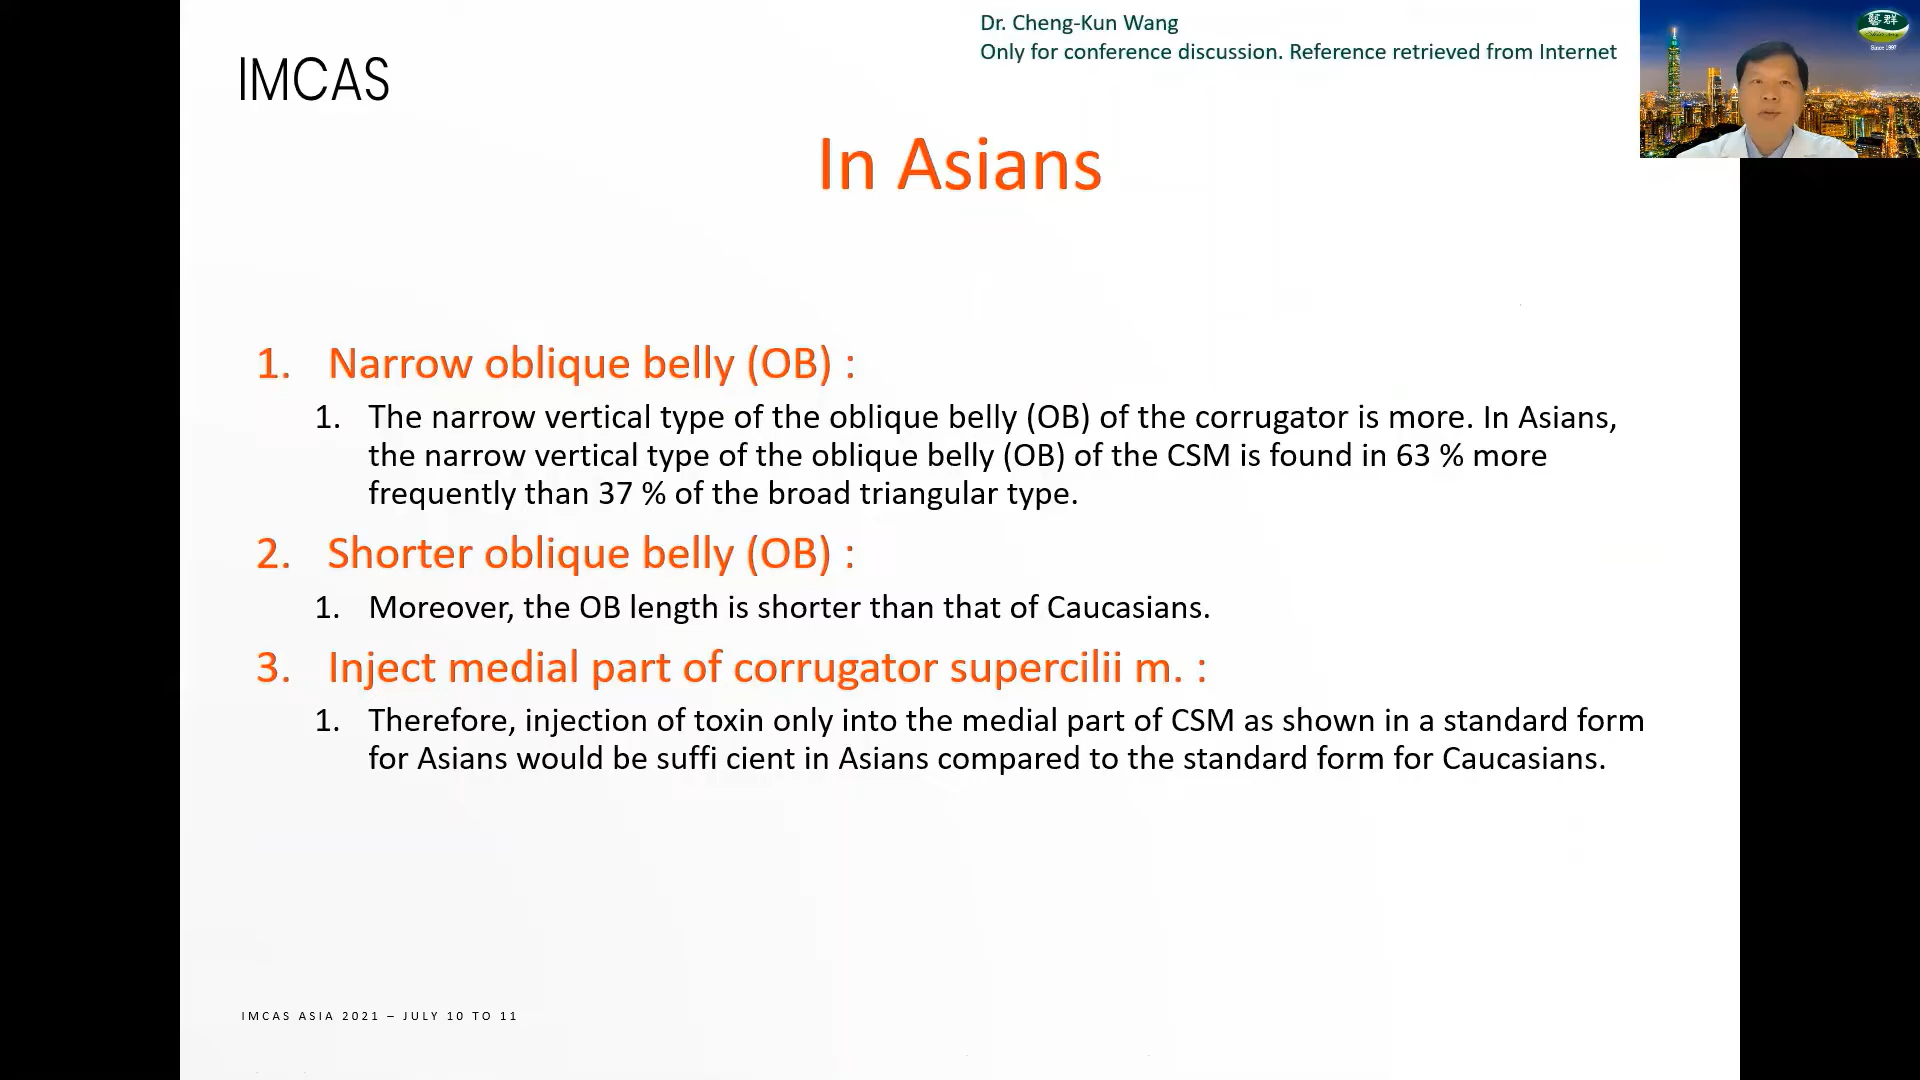 Dr. Cheng-Kun Wang
Only for conference discussion. Reference retrieved from Internet
藝群
Since 1997
IMCAS
In Asians
1. Narrow oblique belly (OB) :
1. The narrow vertical type of the oblique belly (OB) of the corrugator is more. In Asians,
the narrow vertical type of the oblique belly (OB) of the CSM is found in 63 % more
frequently than 37 % of the broad triangular type.
2. Shorter oblique belly (OB) :
1. Moreover, the OB length is shorter than that of Caucasians.
3. Inject medial part of corrugator supercilii m. :
1. Therefore, injection of toxin only into the medial part of CSM as shown in a standard form
for Asians would be suffi cient in Asians compared to the standard form for Caucasians.
IMCAS ASIA 2021 – JULY 10 TO 11